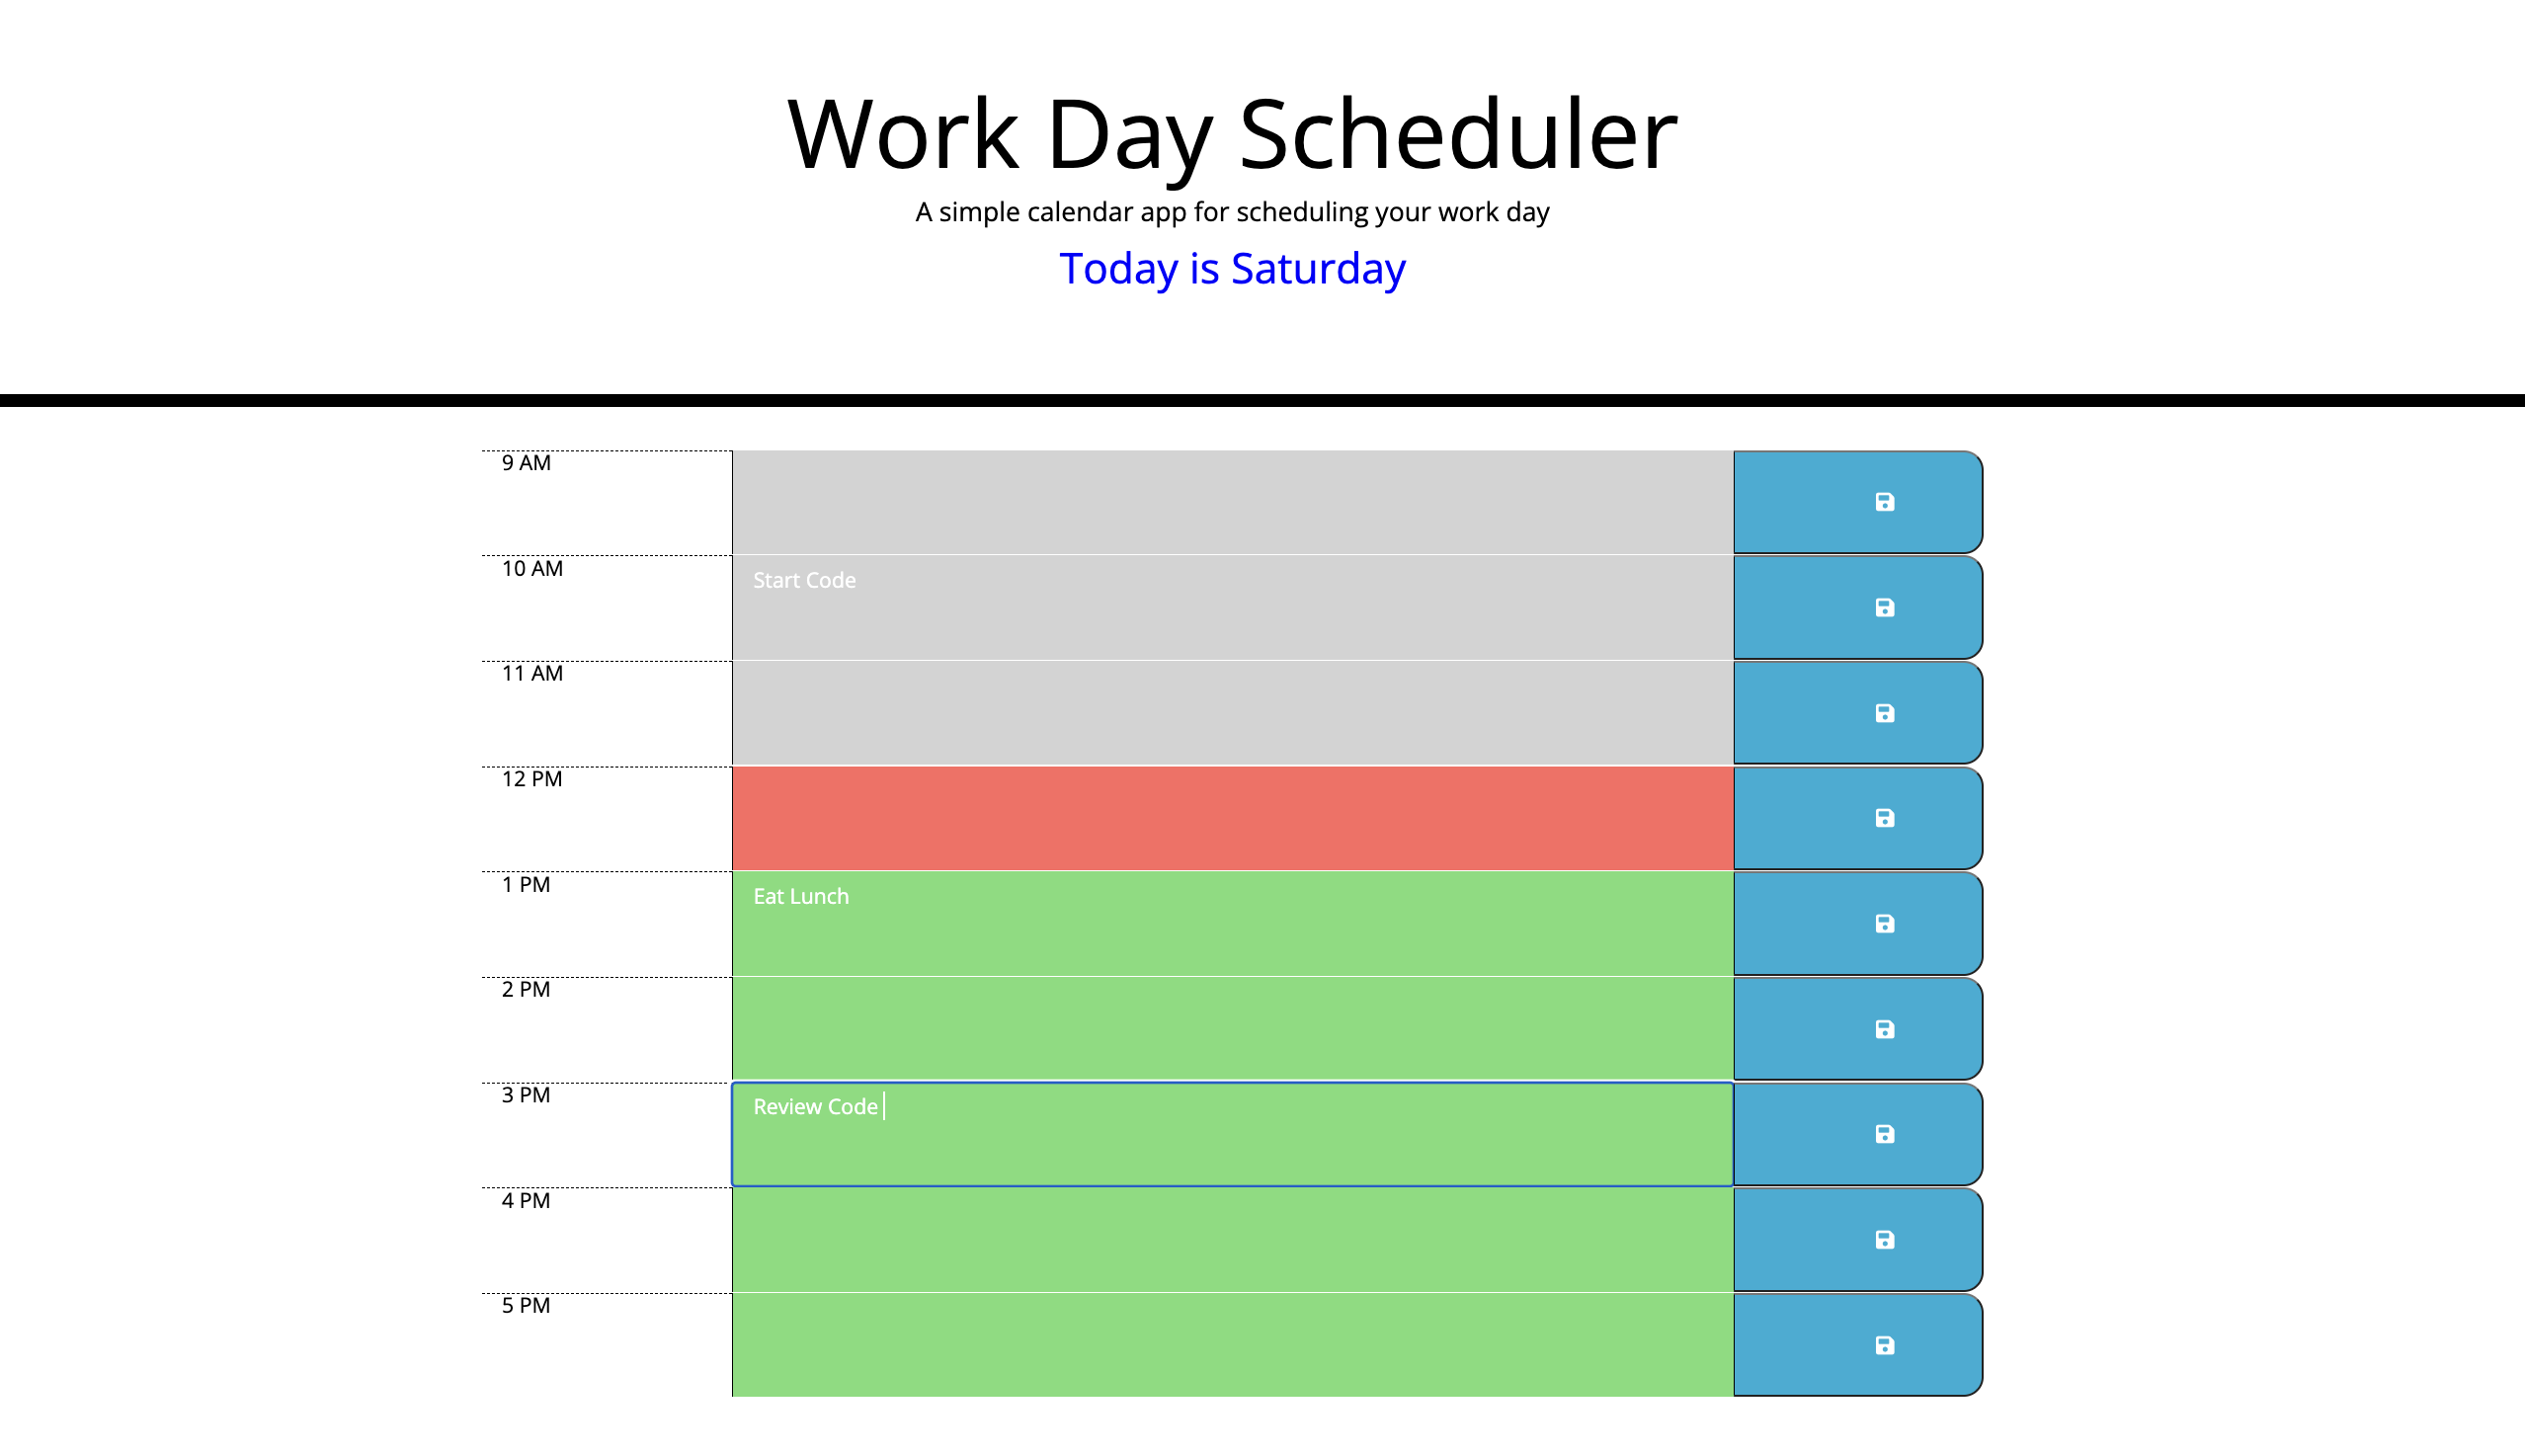 Work Day Scheduler
A simple calendar app for scheduling your work day
Today is Saturday
9 AM
10 AM
Start Code
11 AM
12 PM
1 PM
Eat Lunch
2 PM
3 PM
Review Code
4 PM
5 PM